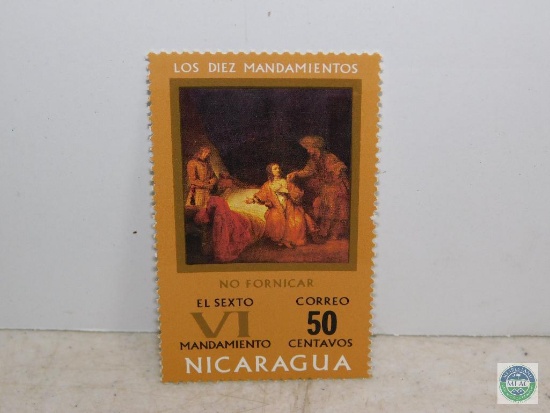 LOS DIEZ MANDAMIENTOS
NO FORNICAR
EL SEXTO
VI
MANDAMIENTO
CORREO
50
CENTAVOS
NICARAGUA